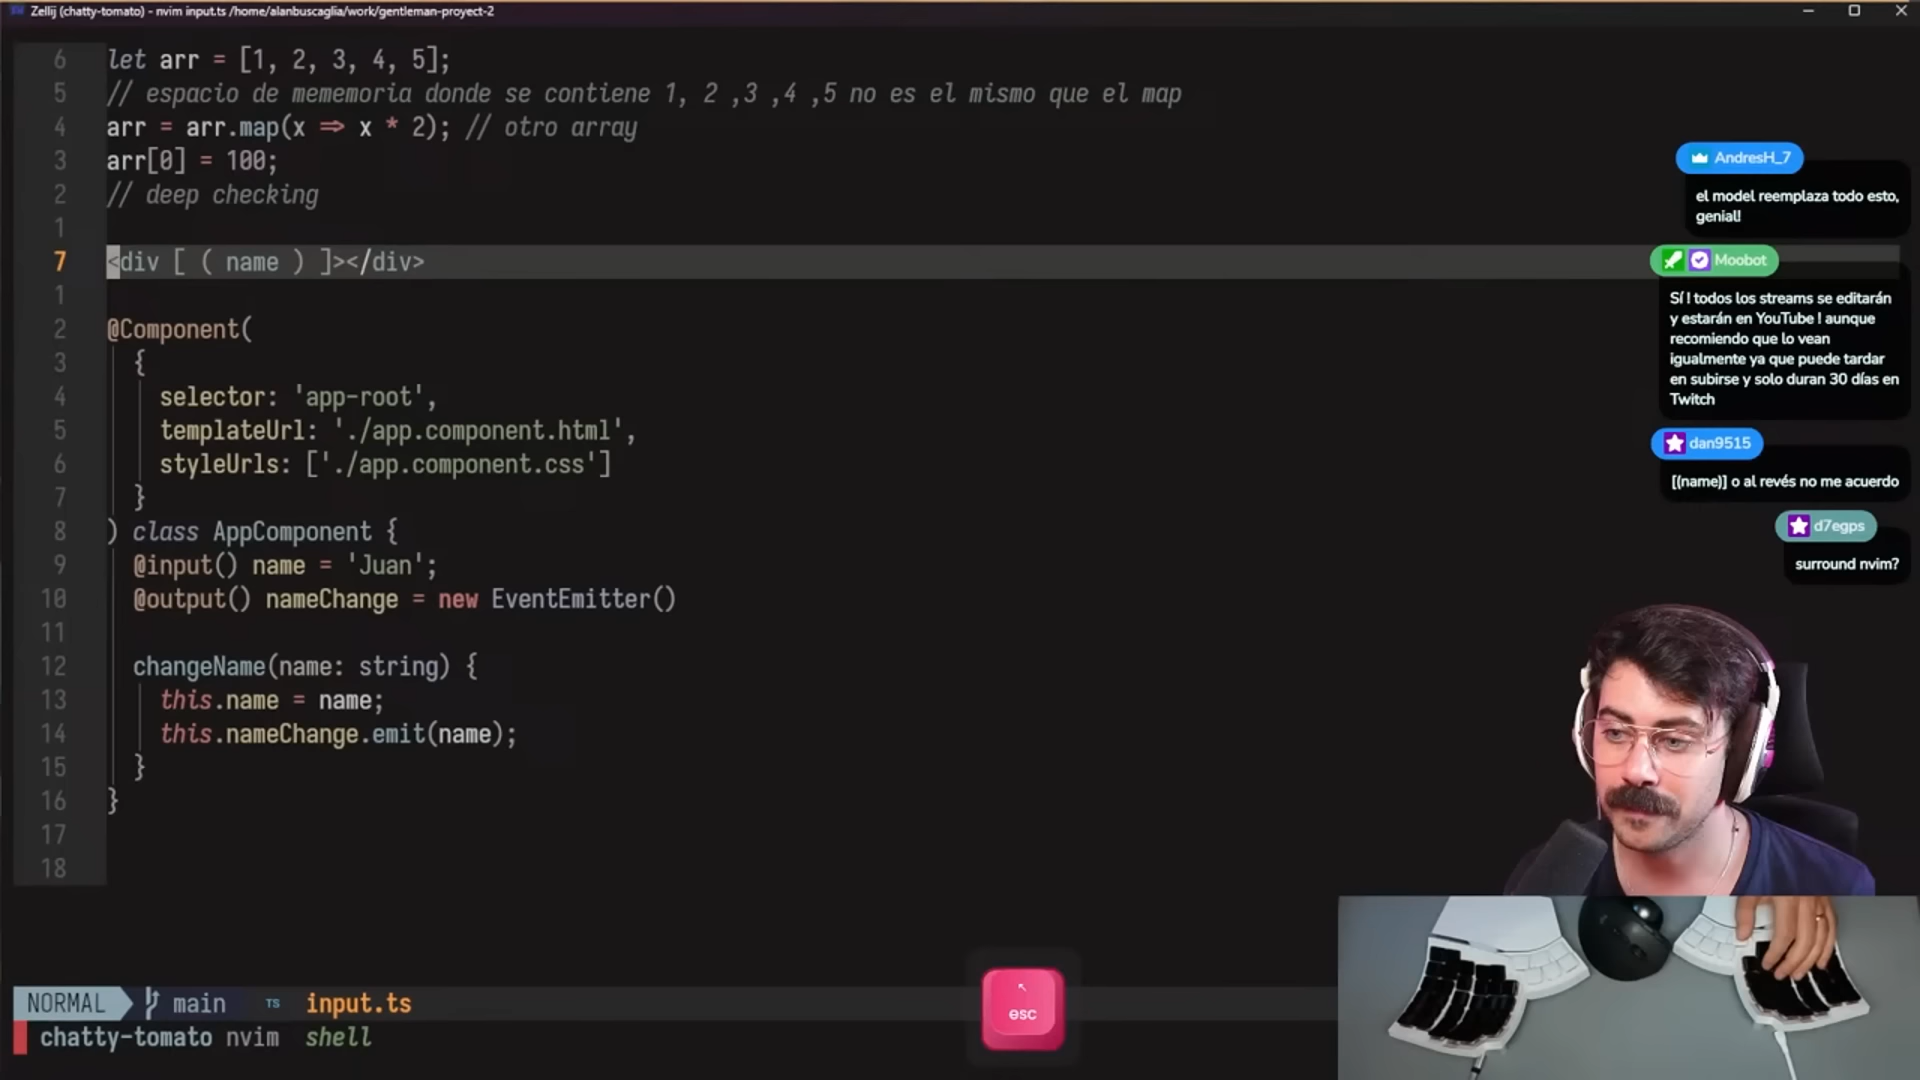 Zellij (chatty-tomato) - nvim input.ts /home/alanbuscaglia/work/gentleman-proyect-2
6 let arr = [1, 2, 3, 4, 5];
5 // espacio de mememoria donde se contiene 1, 2 ,3 ,4 ,5 no es el mismo que el map
4 arr = arr.map(x => x * 2); // otro array
3 arr[0] = 100;
2 // deep checking
1
7 <div [ ( name ) ]></div>
1
2 @Component(
3 {
4 selector: 'app-root',
5 templateUrl: './app.component.html',
6 styleUrls: ['./app.component.css']
7 }
8 ) class AppComponent {
9 @input() name = 'Juan';
10 @output() nameChange = new EventEmitter()
11
12 changeName(name: string) {
13 this.name = name;
14 this.nameChange.emit(name);
15 }
16 }
17
18
NORMAL main TS input.ts
chatty-tomato nvim shell
esc
AndresH_7
el model reemplaza todo esto,
genial!
Moobot
Sí ! todos los streams se editarán
y estarán en YouTube ! aunque
recomiendo que lo vean
igualmente ya que puede tardar
en subirse y solo duran 30 días en
Twitch
dan9515
[(name)] o al revés no me acuerdo
d7egps
surround nvim?